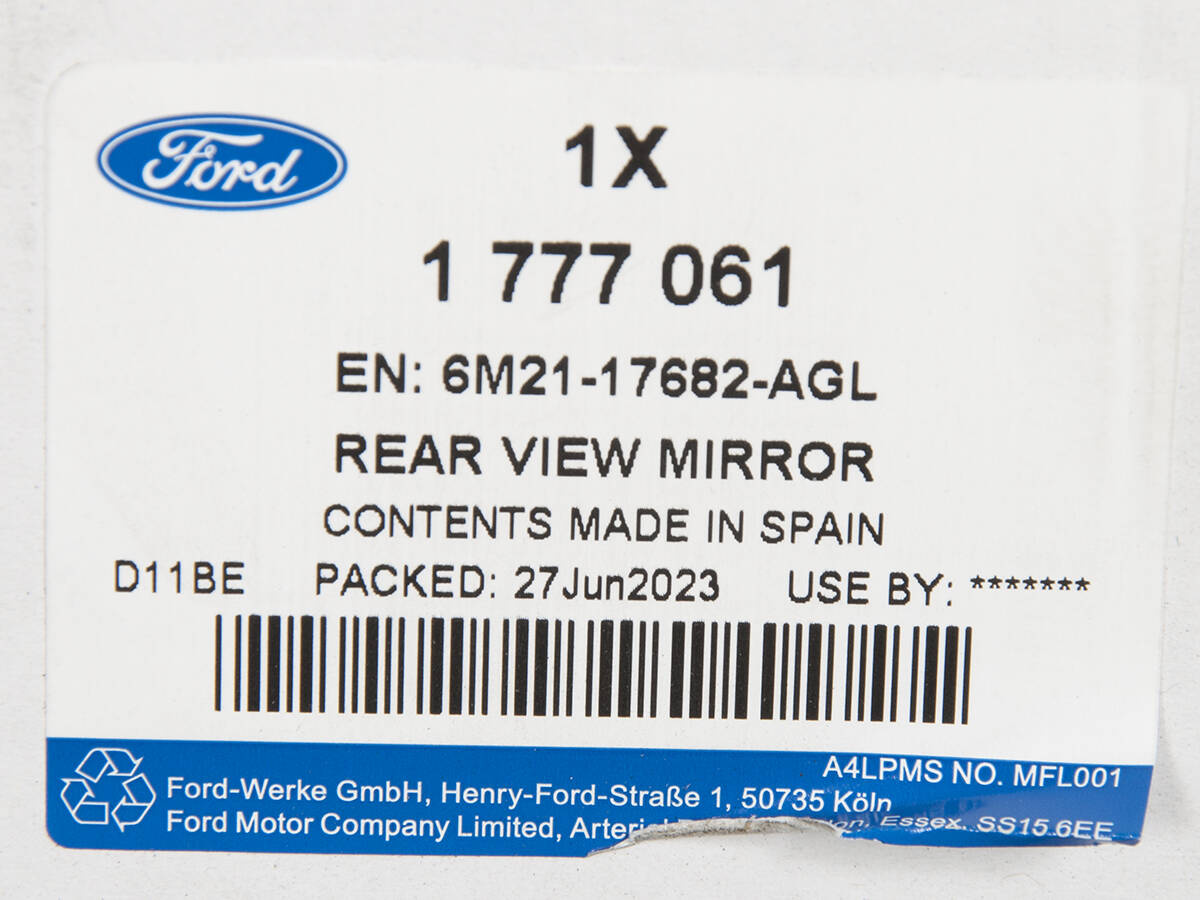 Ford
1X
1 777 061
EN: 6M21-17682-AGL
REAR VIEW MIRROR
CONTENTS MADE IN SPAIN
D11BE PACKED: 27Jun2023 USE BY: *******
A4LPMS NO. MFL001
Ford-Werke GmbH, Henry-Ford-Straße 1, 50735 Köln
Ford Motor Company Limited, Essex, SS15 6EE